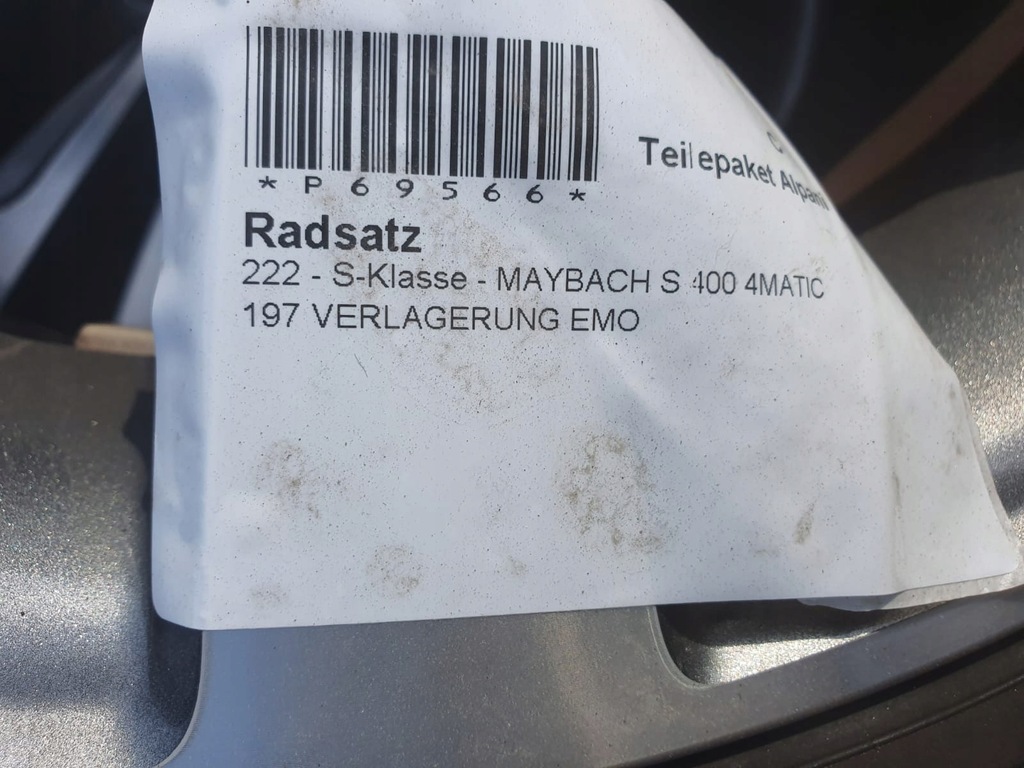 *P69566*
Teilepaket
Radsatz
222 - S-Klasse - MAYBACH S 400 4MATIC
197 VERLAGERUNG EMO